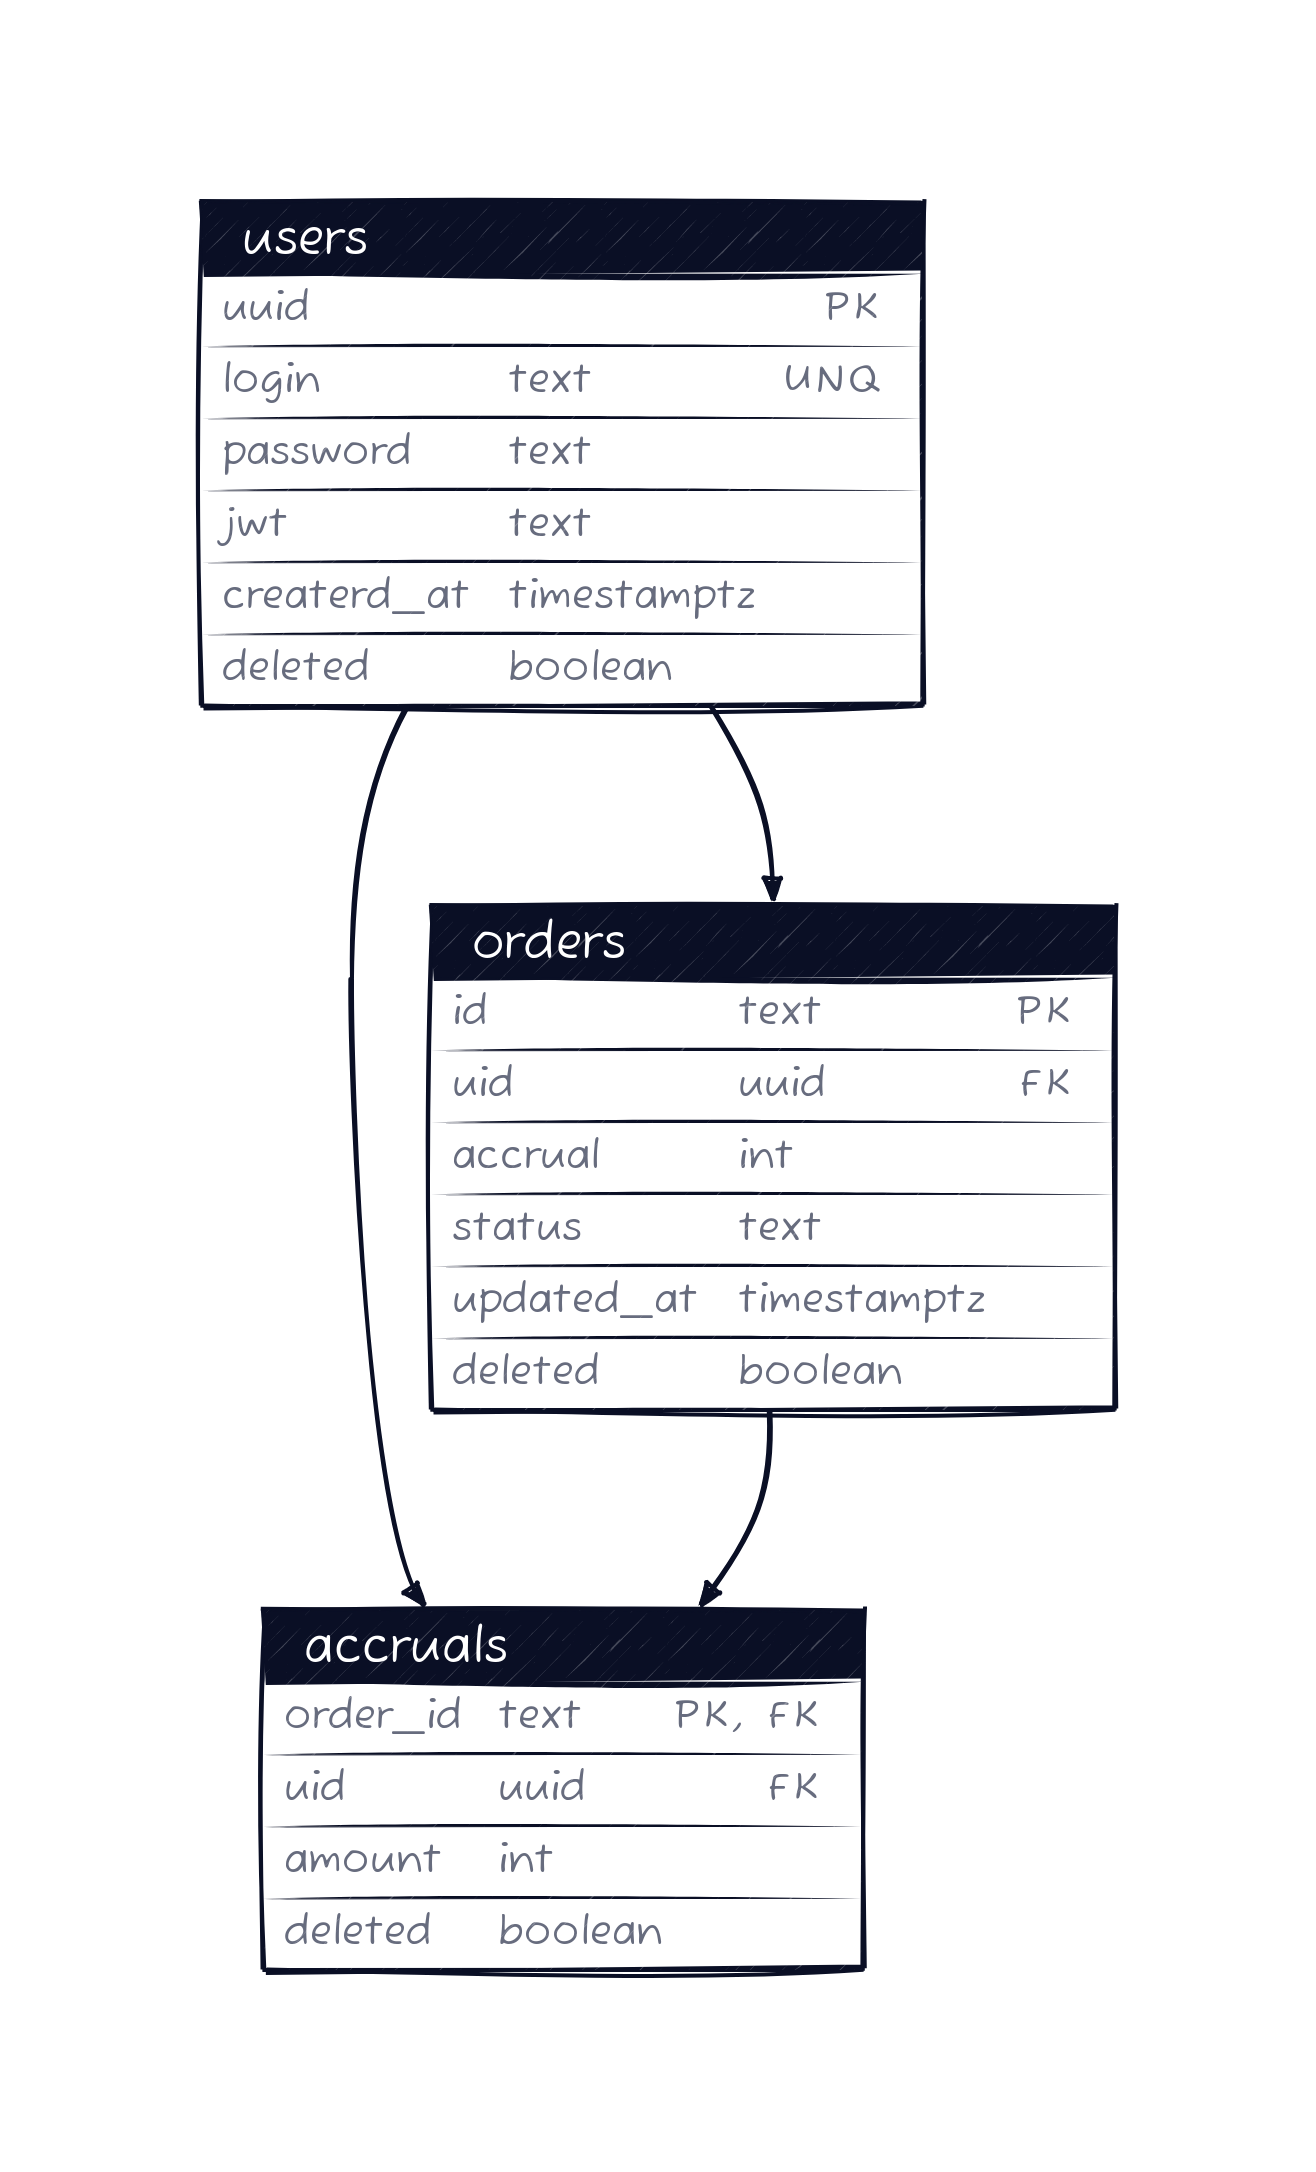 users
uuid PK
login text UNQ
password text
jwt text
createrd_at timestamptz
deleted boolean
orders
id text PK
uid uuid FK
accrual int
status text
updated_at timestamptz
deleted boolean
accruals
order_id text PK, FK
uid uuid FK
amount int
deleted boolean